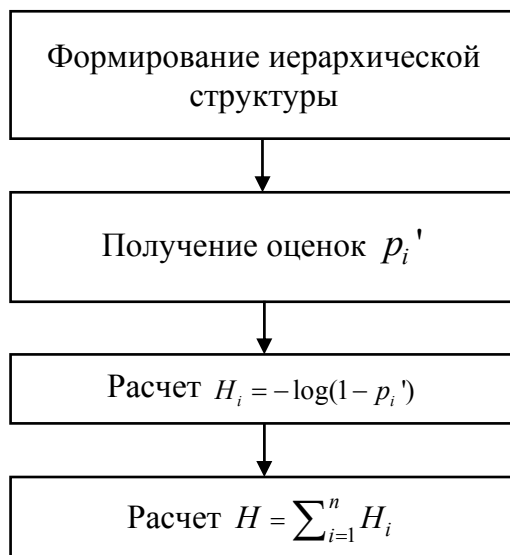 Формирование иерархической
структуры
Получение оценок p_i'
Расчет H_i = −log(1 − p_i')
Расчет H = ∑_{i=1}^{n} H_i